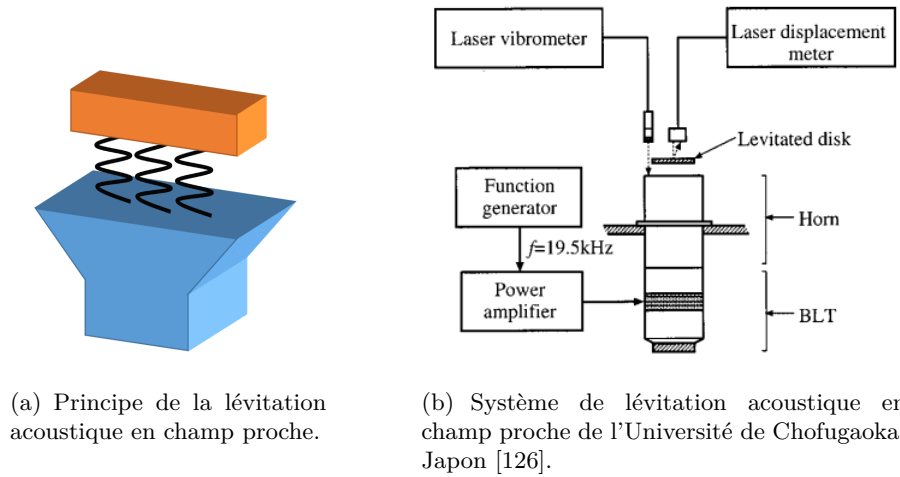 Laser vibrometer
Laser displacement
meter
Levitated disk
Function
generator
Horn
f=19.5kHz
Power
amplifier
BLT
(a) Principe de la lévitation
acoustique en champ proche.
(b) Système de lévitation acoustique en
champ proche de l'Université de Chofugaoka
Japon [126].